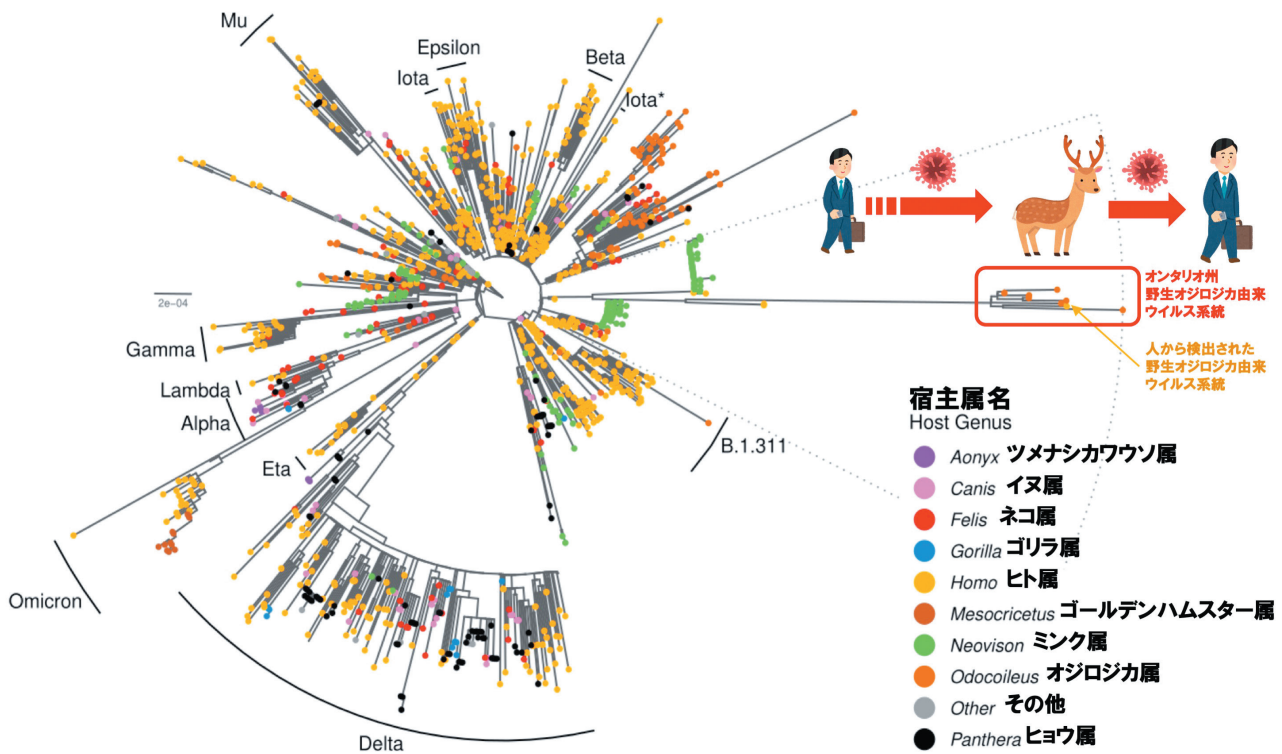 Mu
Epsilon
Iota
Beta
Iota*
2e-04
Gamma
Lambda
Alpha
Eta
Omicron
Delta
B.1.311
オンタリオ州
野生オジロジカ由来
ウイルス系統
人から検出された
野生オジロジカ由来
ウイルス系統
宿主属名
Host Genus
Aonyx ツメナシカワウソ属
Canis イヌ属
Felis ネコ属
Gorilla ゴリラ属
Homo ヒト属
Mesocricetus ゴールデンハムスター属
Neovison ミンク属
Odocoileus オジロジカ属
Other その他
Panthera ヒョウ属